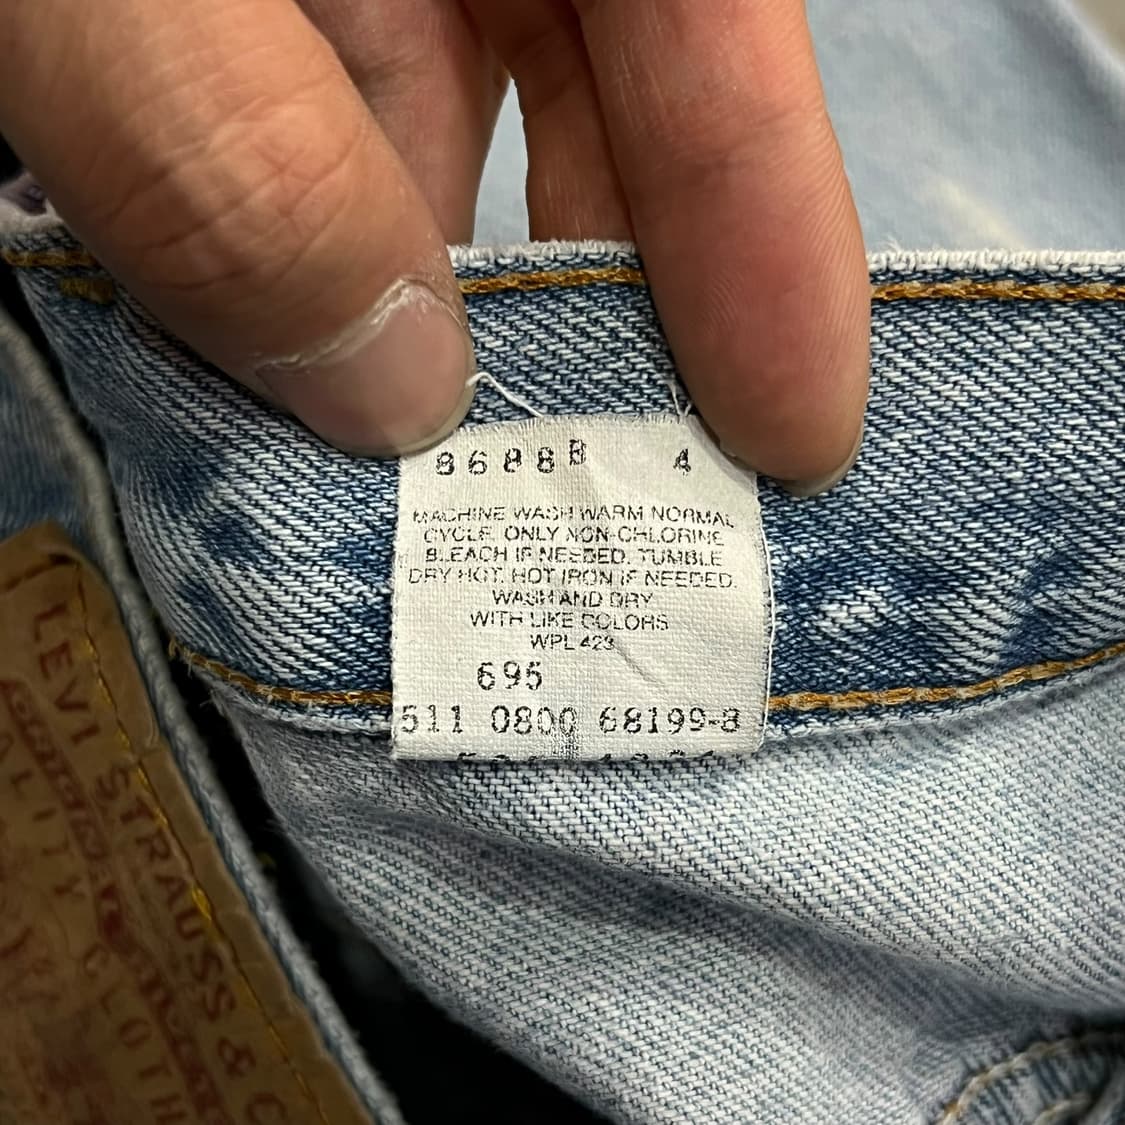 8688B 4
MACHINE WASH WARM NORMAL
CYCLE. ONLY NON-CHLORINE
BLEACH IF NEEDED. TUMBLE
DRY HOT. HOT IRON IF NEEDED.
WASH AND DRY
WITH LIKE COLORS
WPL 423
695
511 0800 68199-8
LEVI STRAUSS &